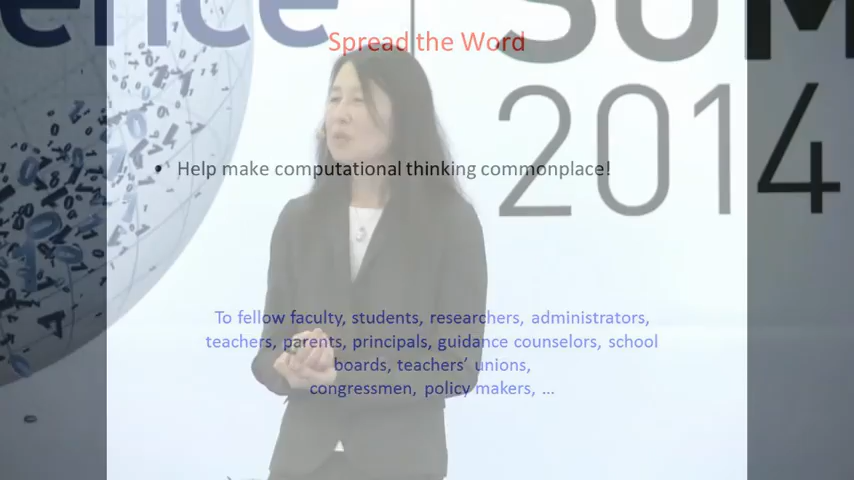 ence SUM
Spread the Word
2014
• Help make computational thinking commonplace!
To fellow faculty, students, researchers, administrators,
teachers, parents, principals, guidance counselors, school
boards, teachers’ unions,
congressmen, policy makers, ...